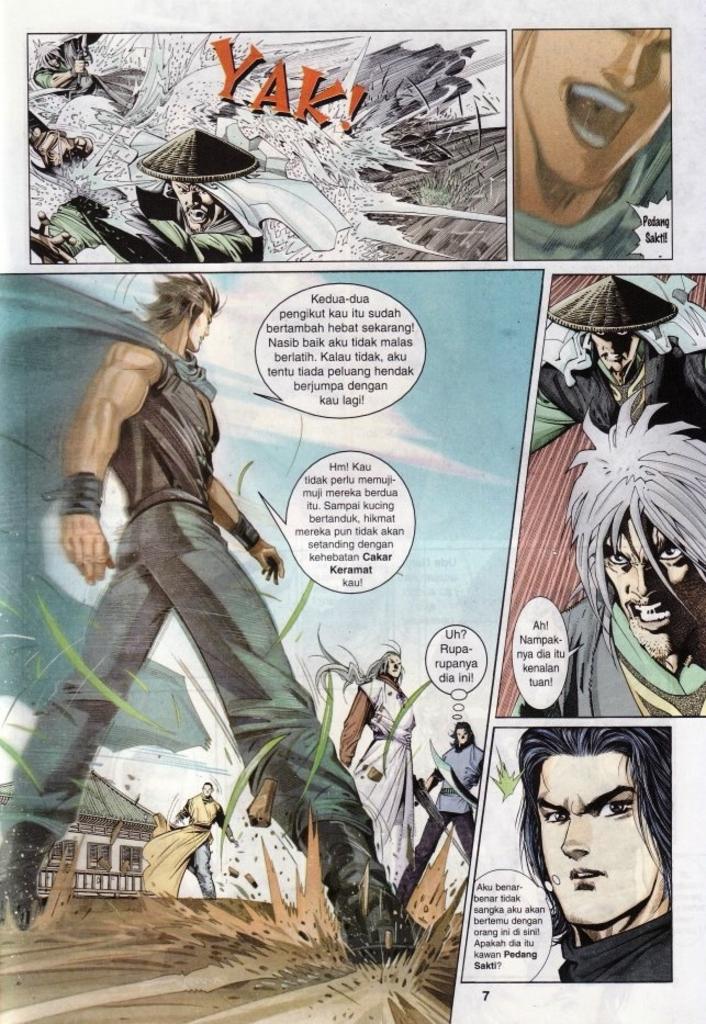 YAK!
Pedang
Sakti!
Kedua-dua
pengikut kau itu sudah
bertambah hebat sekarang!
Nasib baik aku tidak malas
berlatih. Kalau tidak, aku
tentu tiada peluang hendak
berjumpa dengan
kau lagi!
Hm! Kau
tidak perlu memuji-
muji mereka berdua
itu. Sampai kucing
bertanduk, hikmat
mereka pun tidak akan
setanding dengan
kehebatan Cakar
Keramat
kau!
Uh?
Rupa-
rupanya
dia ini!
Ah!
Nampak-
nya dia itu
kenalan
tuan!
Aku benar-
benar tidak
sangka aku akan
bertemu dengan
orang ini di sini!
Apakah dia itu
kawan Pedang
Sakti?
7